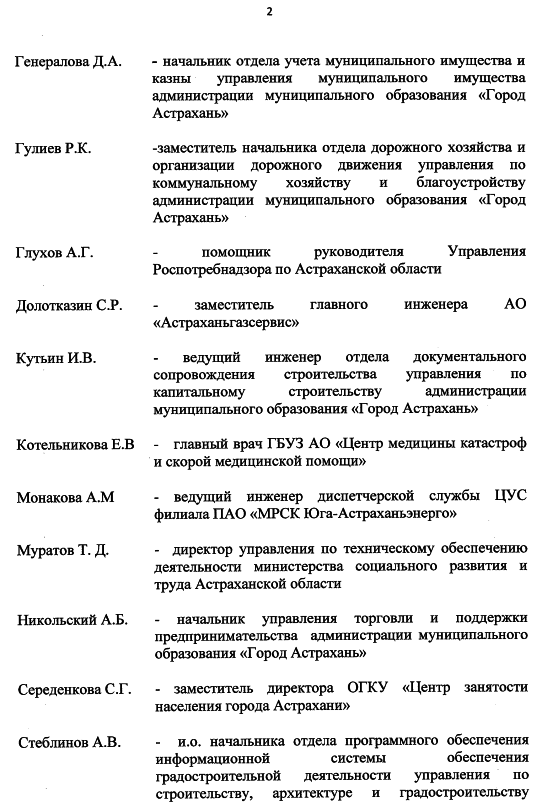 2
Генералова Д.А. - начальник отдела учета муниципального имущества и
казны управления муниципального имущества
администрации муниципального образования «Город
Астрахань»
Гулиев Р.К. -заместитель начальника отдела дорожного хозяйства и
организации дорожного движения управления по
коммунальному хозяйству и благоустройству
администрации муниципального образования «Город
Астрахань»
Глухов А.Г. - помощник руководителя Управления
Роспотребнадзора по Астраханской области
Долотказин С.Р. - заместитель главного инженера АО
«Астраханьгазсервис»
Кутьин И.В. - ведущий инженер отдела документального
сопровождения строительства управления по
капитальному строительству администрации
муниципального образования «Город Астрахань»
Котельникова Е.В - главный врач ГБУЗ АО «Центр медицины катастроф
и скорой медицинской помощи»
Монакова А.М - ведущий инженер диспетчерской службы ЦУС
филиала ПАО «МРСК Юга-Астраханьэнерго»
Муратов Т. Д. - директор управления по техническому обеспечению
деятельности министерства социального развития и
труда Астраханской области
Никольский А.Б. - начальник управления торговли и поддержки
предпринимательства администрации муниципального
образования «Город Астрахань»
Середенкова С.Г. - заместитель директора ОГКУ «Центр занятости
населения города Астрахани»
Стеблинов А.В. - и.о. начальника отдела программного обеспечения
информационной системы обеспечения
градостроительной деятельности управления по
строительству, архитектуре и градостроительству